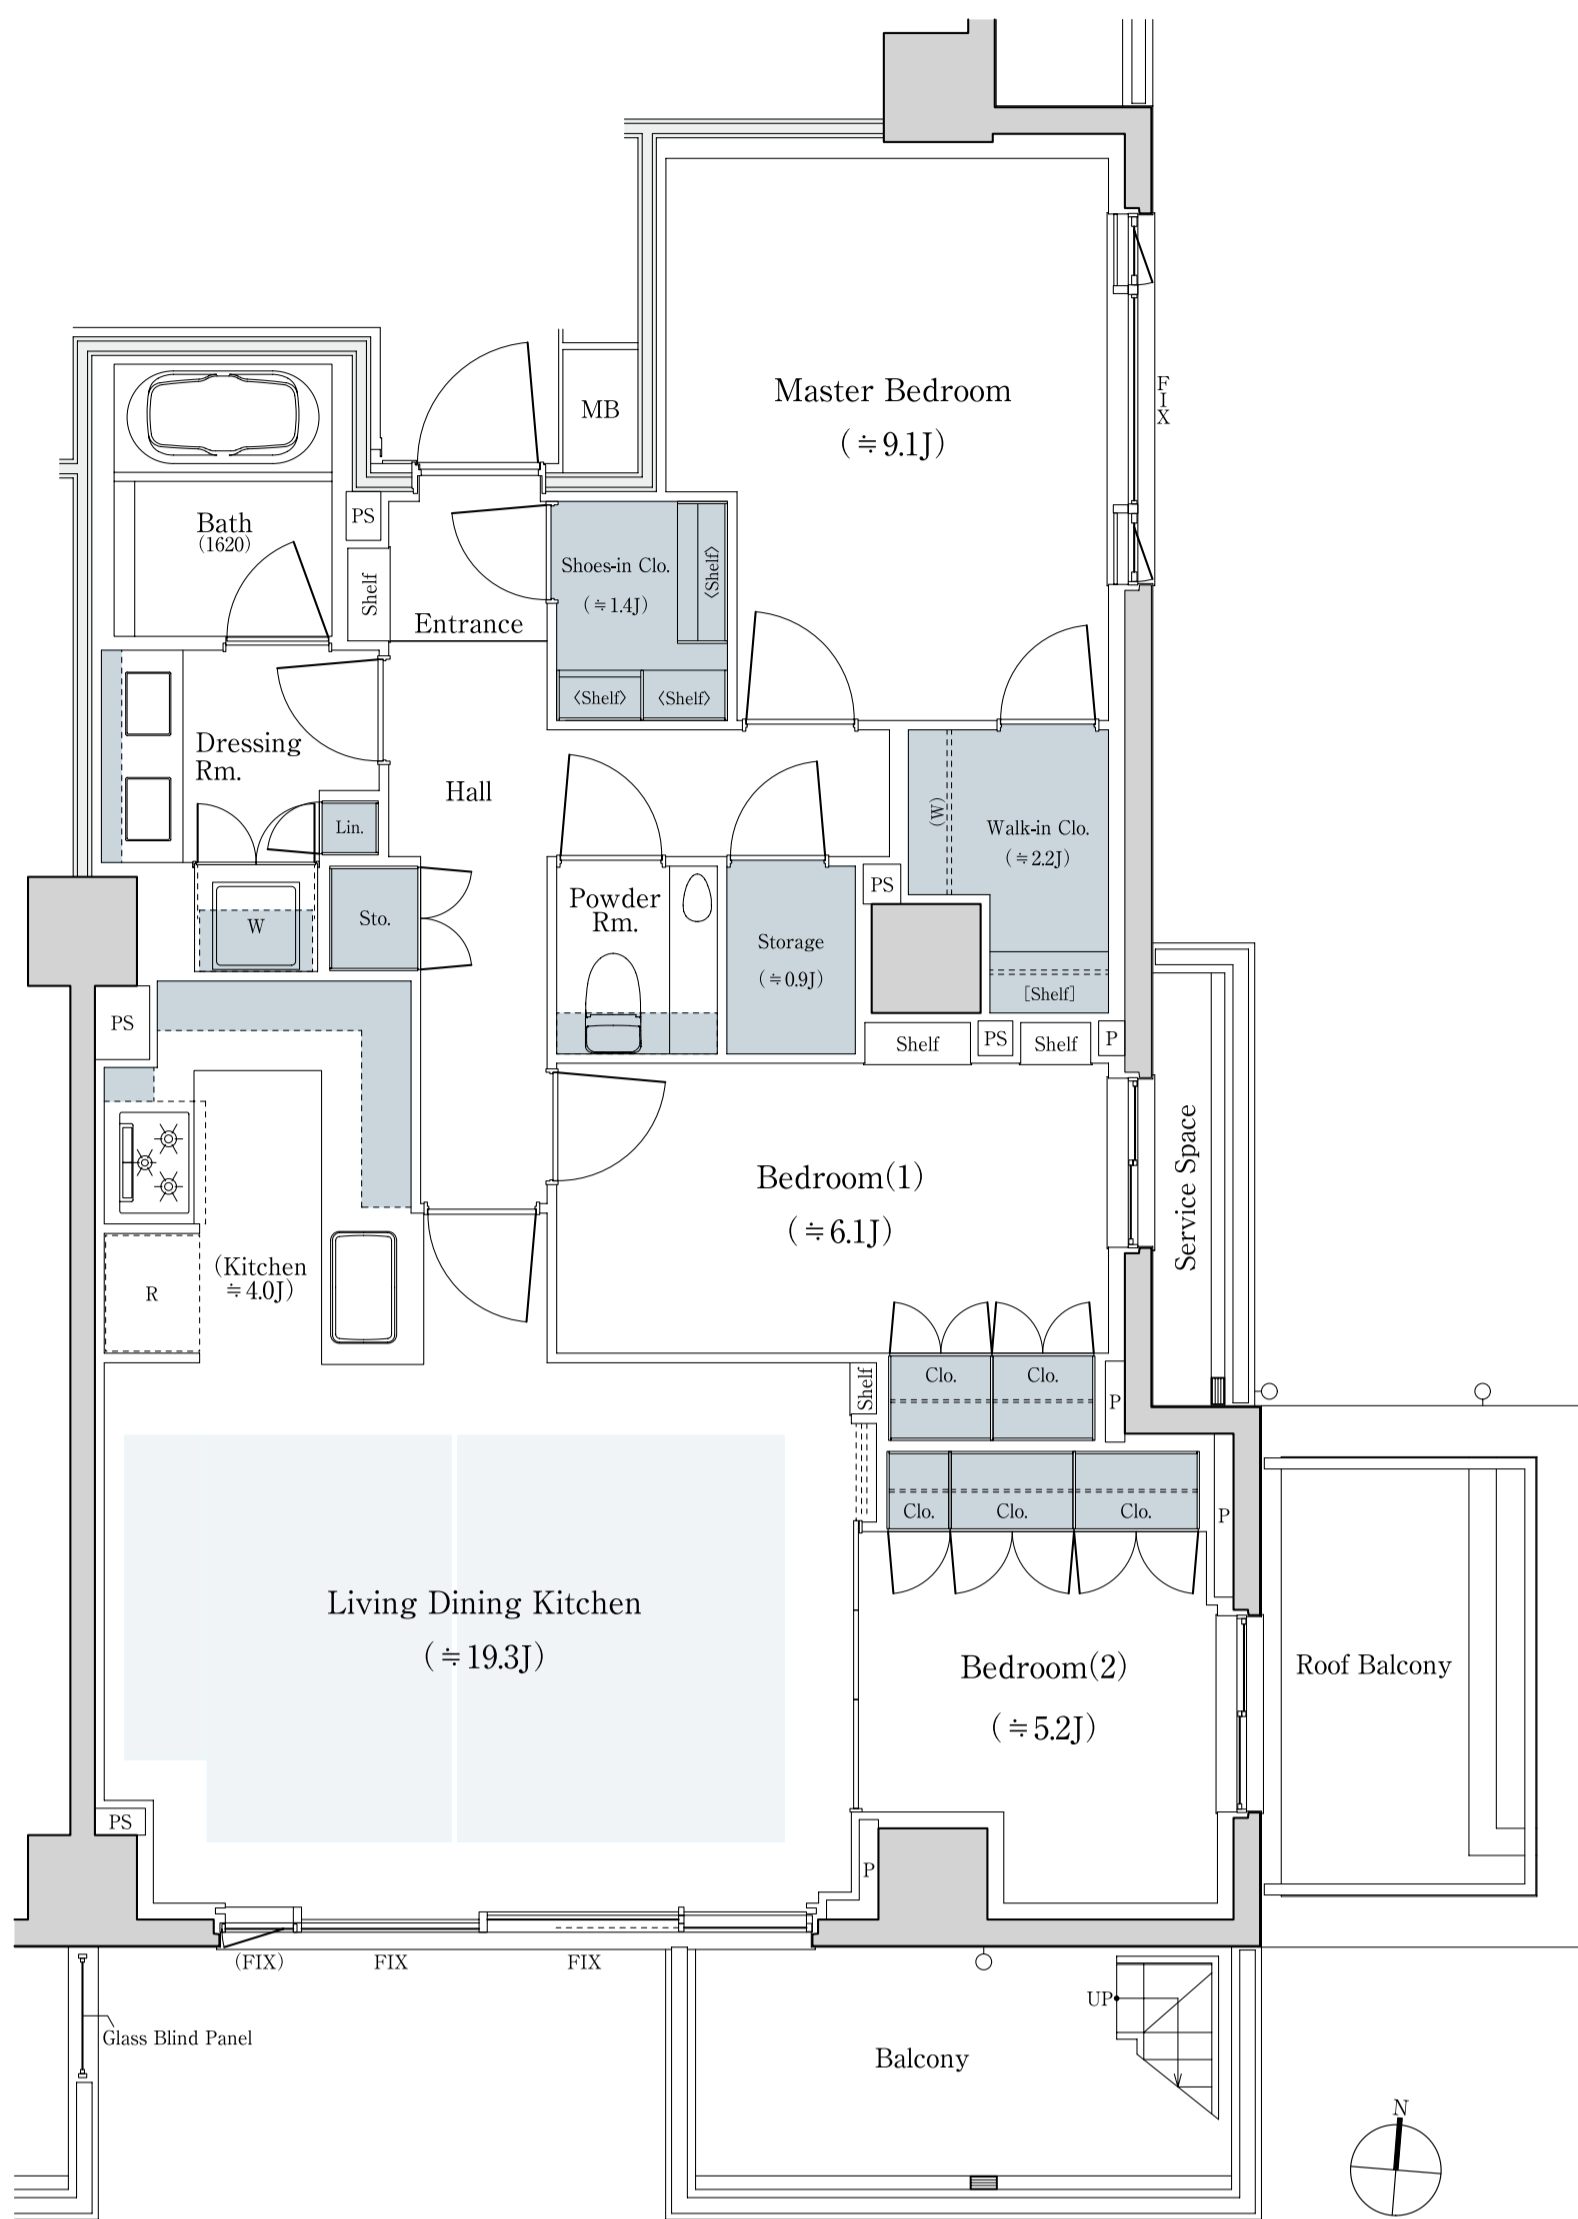 Master Bedroom
(≒9.1J)
FIX
MB
Bath
(1620)
PS
Shelf
Entrance
Shoes-in Clo.
(≒1.4J)
〈Shelf〉
〈Shelf〉
〈Shelf〉
Dressing
Rm.
Hall
Lin.
(W)
Walk-in Clo.
(≒2.2J)
W
Sto.
Powder
Rm.
Storage
(≒0.9J)
PS
[Shelf]
PS
Shelf
PS
Shelf
P
Service Space
Bedroom(1)
(≒6.1J)
(Kitchen
≒4.0J)
R
Shelf
Clo.
Clo.
P
Clo.
Clo.
Clo.
P
Living Dining Kitchen
(≒19.3J)
Bedroom(2)
(≒5.2J)
Roof Balcony
PS
P
(FIX)
FIX
FIX
Glass Blind Panel
UP
Balcony
N